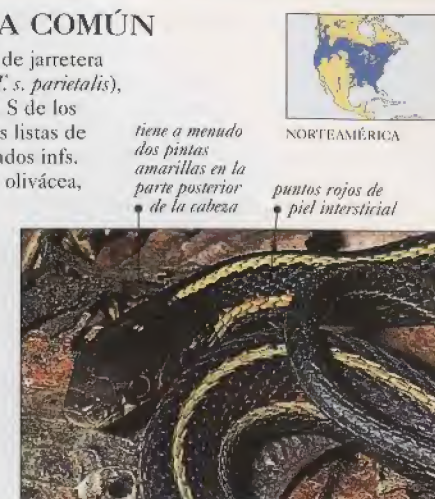 A COMÚN
de jarretera
. s. parietalis),
S de los
s listas de
ados infs.
olivácea,
NORTEAMÉRICA
tiene a menudo
dos pintas
amarillas en la
parte posterior
de la cabeza
puntos rojos de
piel intersticial